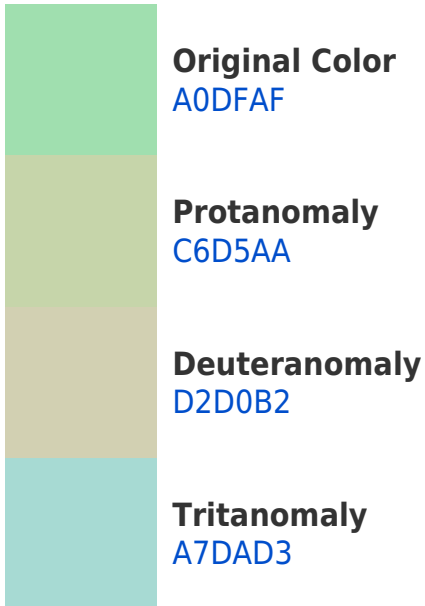 Original Color
A0DFAF
Protanomaly
C6D5AA
Deuteranomaly
D2D0B2
Tritanomaly
A7DAD3